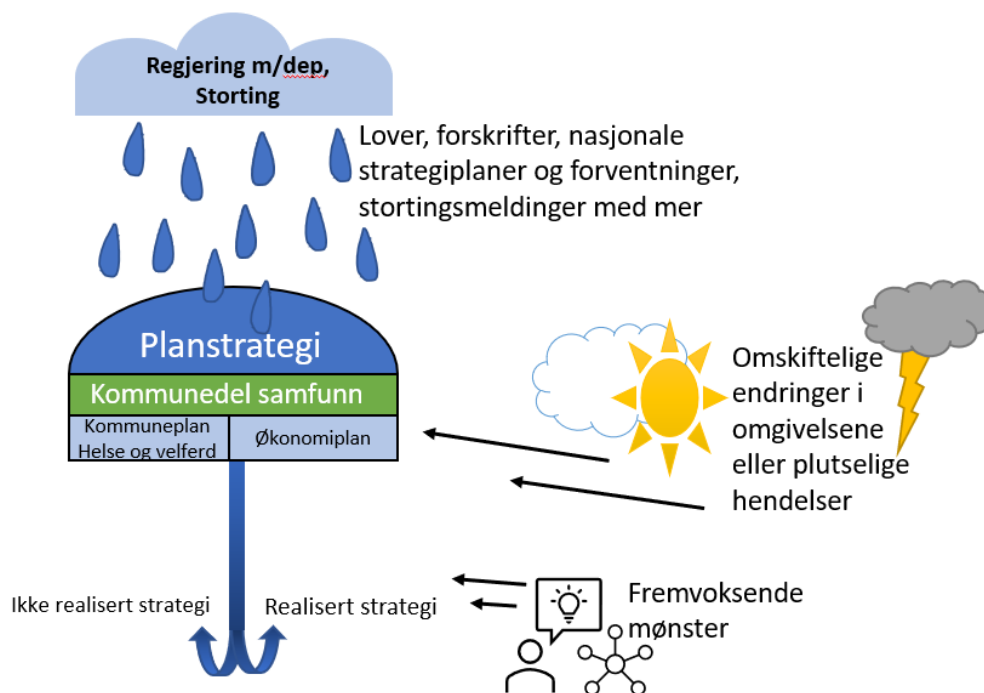 Regjering m/dep,
Storting
Lover, forskrifter, nasjonale
strategiplaner og forventninger,
stortingsmeldinger med mer
Planstrategi
Kommunedel samfunn
Kommuneplan
Helse og velferd
Økonomiplan
Omskiftelige
endringer i
omgivelsene
eller plutselige
hendelser
Ikke realisert strategi
Realisert strategi
Fremvoksende
mønster